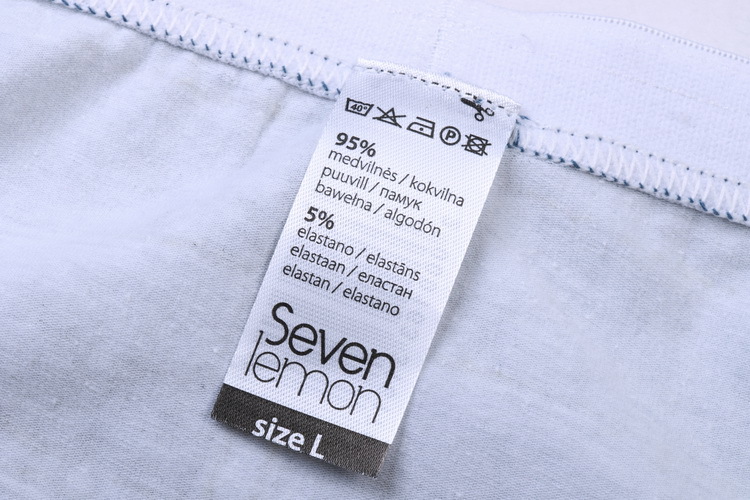 40°
P
95%
medvilnės / kokvilna
puuvill / памук
bawełna / algodón
5%
elastano / elastāns
elastaan / еластан
elastan / elastano
Seven
lemon
size L